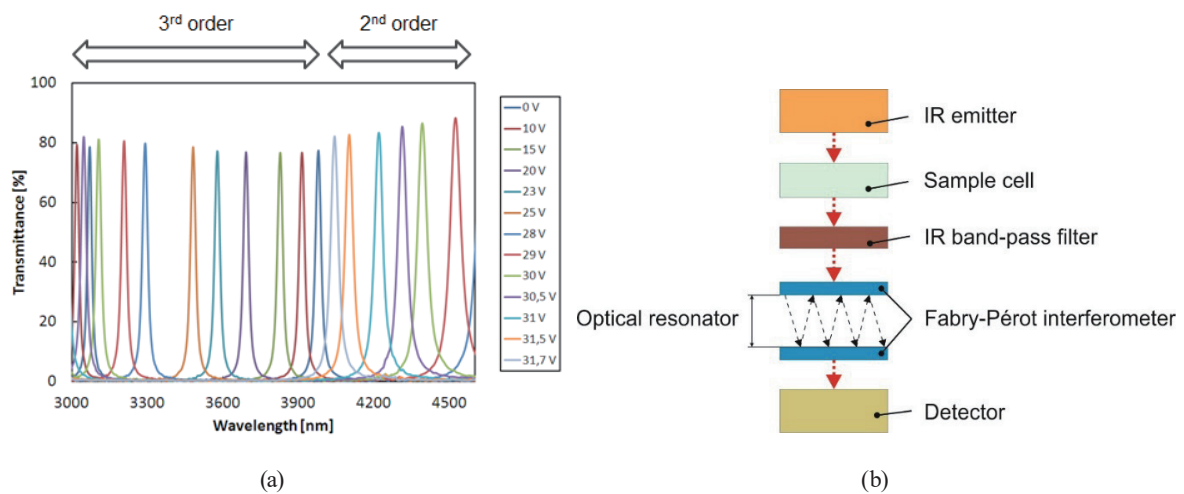 3rd order
2nd order
Transmittance [%]
100
80
60
40
20
0
3000
3300
3600
3900
4200
4500
Wavelength [nm]
0 V
10 V
15 V
20 V
23 V
25 V
28 V
29 V
30 V
30,5 V
31 V
31,5 V
31,7 V
(a)
IR emitter
Sample cell
IR band-pass filter
Optical resonator
Fabry-Pérot interferometer
Detector
(b)